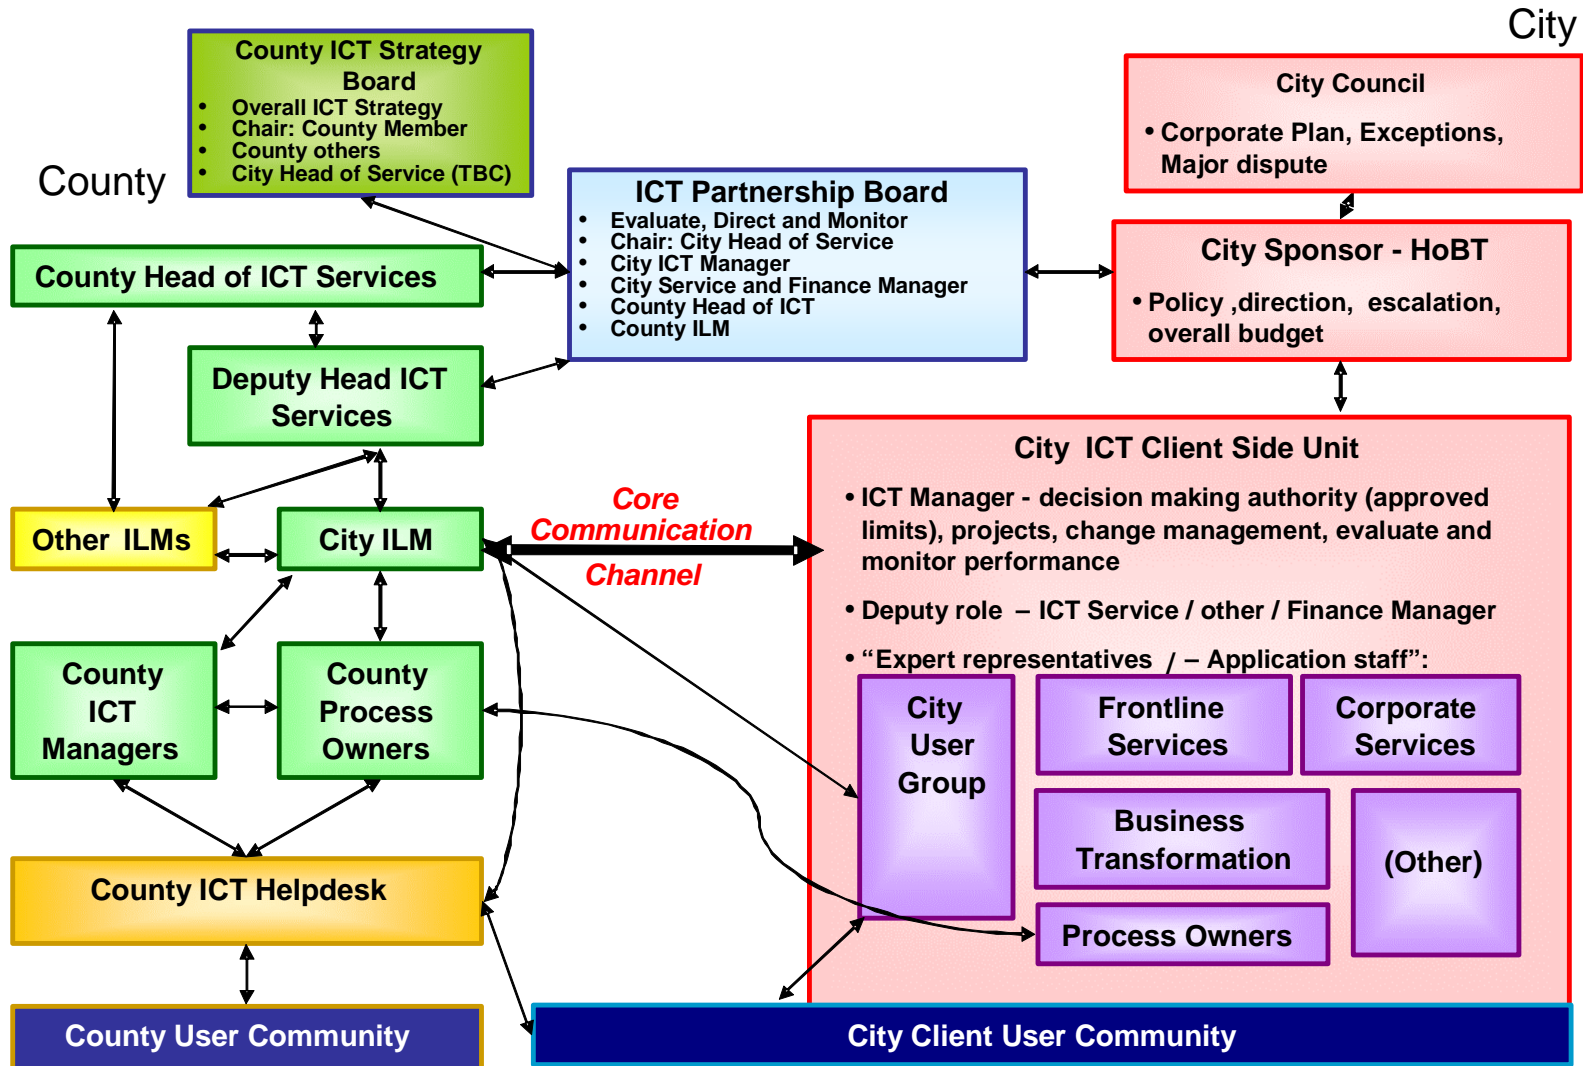 City
County ICT Strategy
Board
• Overall ICT Strategy
• Chair: County Member
• County others
• City Head of Service (TBC)
County
ICT Partnership Board
• Evaluate, Direct and Monitor
• Chair: City Head of Service
• City ICT Manager
• City Service and Finance Manager
• County Head of ICT
• County ILM
City Council
• Corporate Plan, Exceptions,
Major dispute
County Head of ICT Services
City Sponsor - HoBT
• Policy ,direction, escalation,
overall budget
Deputy Head ICT
Services
Other ILMs
City ILM
Core
Communication
Channel
City ICT Client Side Unit
• ICT Manager - decision making authority (approved
limits), projects, change management, evaluate and
monitor performance
• Deputy role – ICT Service / other / Finance Manager
• “Expert representatives / – Application staff”:
County
ICT
Managers
County
Process
Owners
City
User
Group
Frontline
Services
Corporate
Services
Business
Transformation
(Other)
Process Owners
County ICT Helpdesk
County User Community
City Client User Community